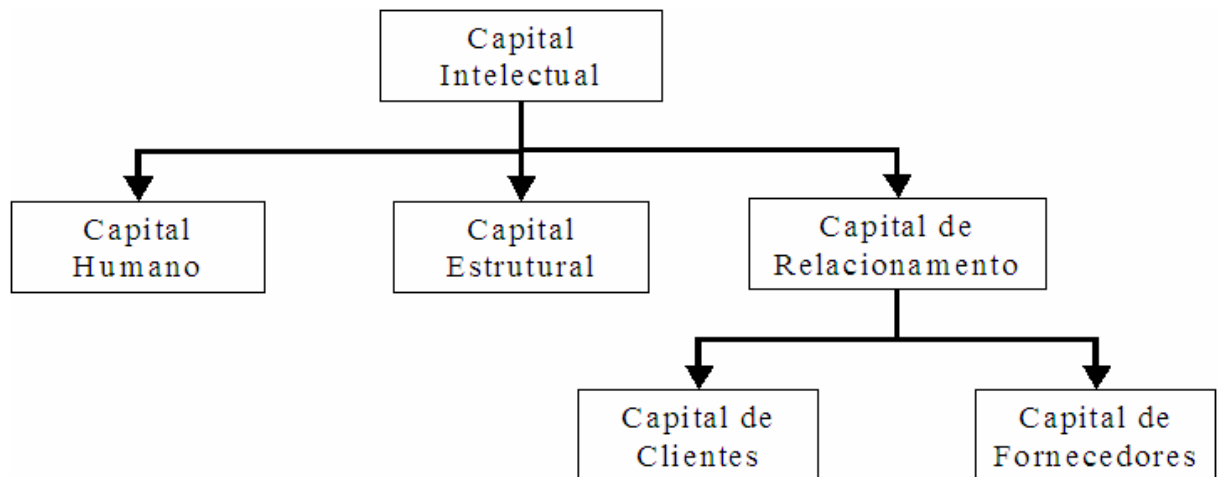 Capital
Intelectual
Capital
Humano
Capital
Estrutural
Capital de
Relacionamento
Capital de
Clientes
Capital de
Fornecedores